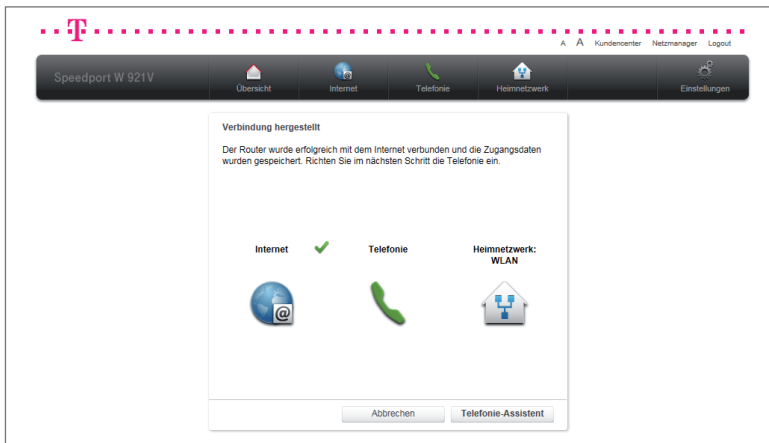 T
A A Kundencenter Netzmanager Logout
Speedport W 921V
Übersicht Internet Telefonie Heimnetzwerk Einstellungen
Verbindung hergestellt
Der Router wurde erfolgreich mit dem Internet verbunden und die Zugangsdaten
wurden gespeichert. Richten Sie im nächsten Schritt die Telefonie ein.
Internet Telefonie Heimnetzwerk:
WLAN
@
Abbrechen Telefonie-Assistent